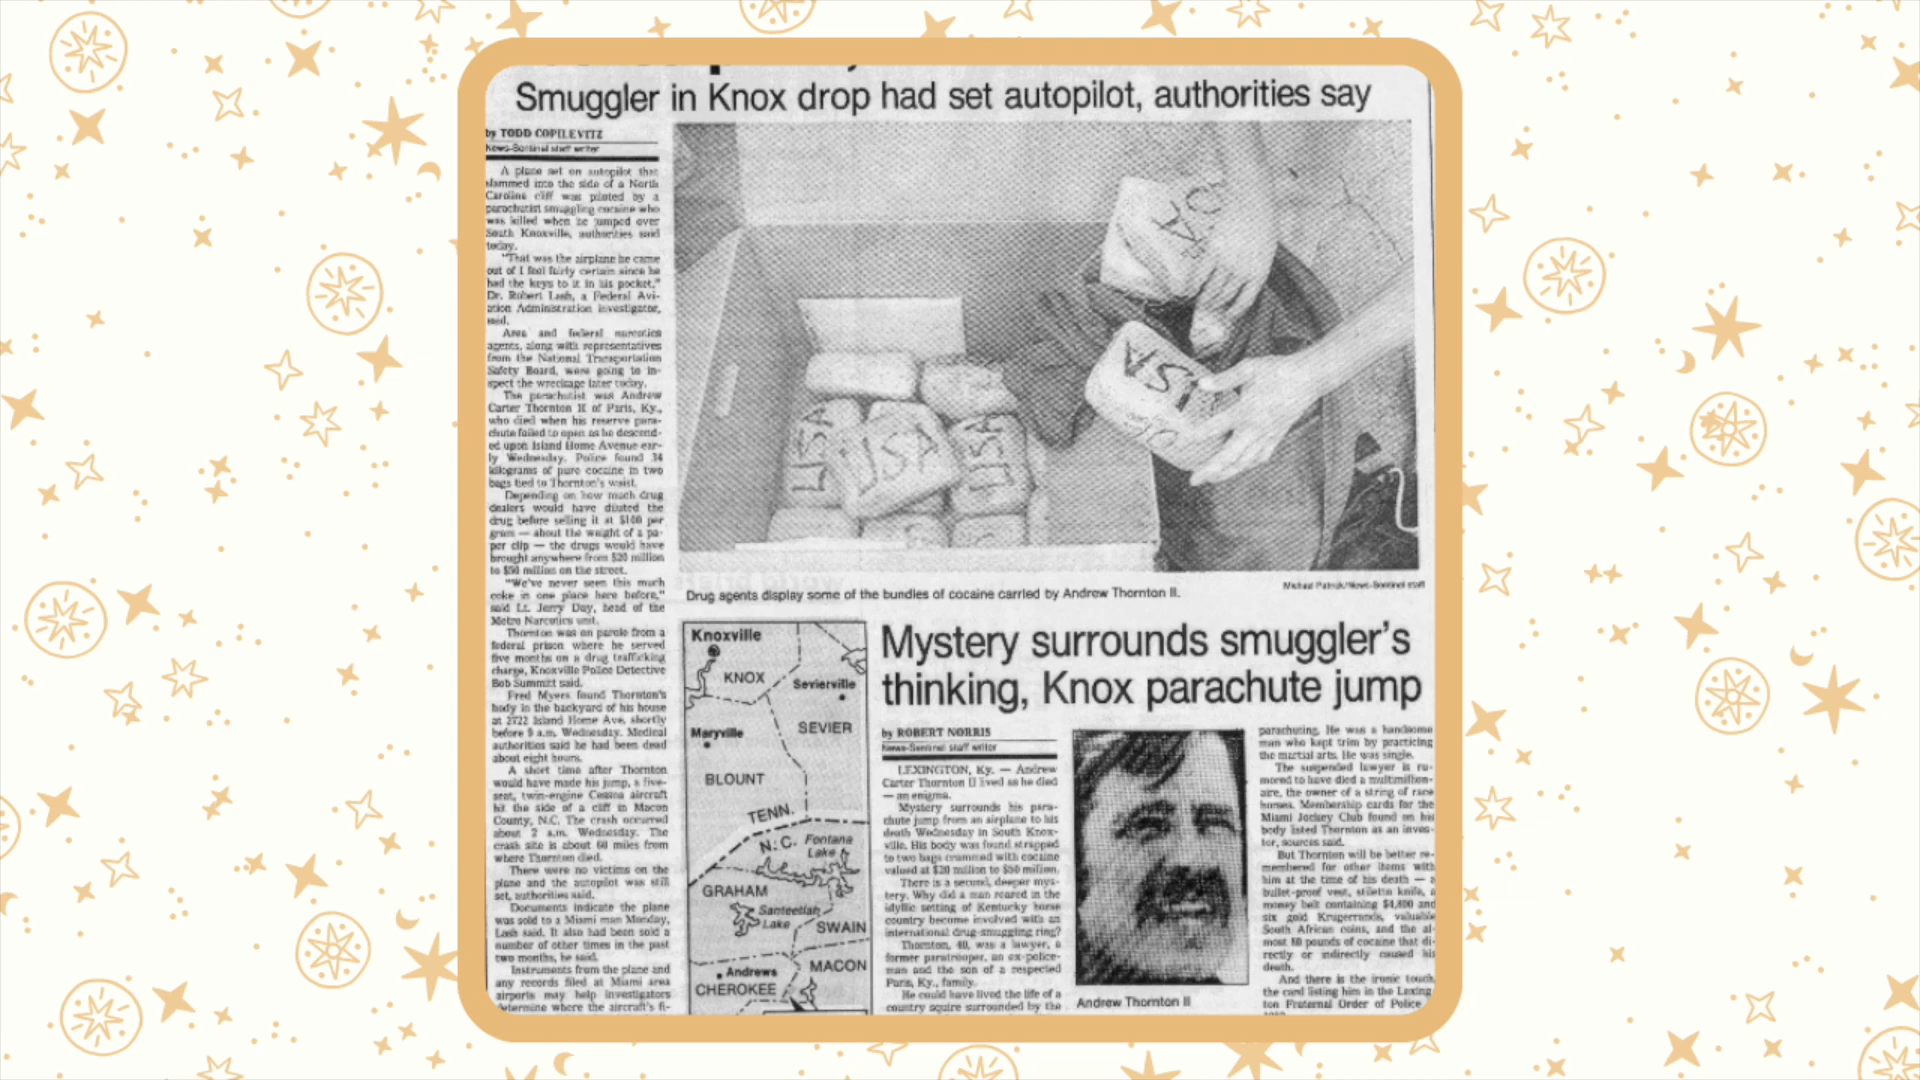 Smuggler in Knox drop had set autopilot, authorities say
by TODD COPILEVITZ
News-Sentinel staff writer
A plane set on autopilot that
slammed into the side of a North
Carolina cliff was piloted by a
parachutist smuggling cocaine who
was killed when he jumped over
South Knoxville, authorities said
today.
"That was the airplane he came
out of I feel fairly certain since he
had the keys to it in his pocket,"
Dr. Robert Lash, a Federal Avi-
ation Administration investigator,
said.
Area and federal narcotics
agents, along with representatives
from the National Transportation
Safety Board, were going to in-
spect the wreckage later today.
The parachutist was Andrew
Carter Thornton II of Paris, Ky.,
who died when his reserve para-
chute failed to open as he descend-
ed upon Island Home Avenue ear-
ly Wednesday. Police found 34
kilograms of pure cocaine in two
bags tied to Thornton's waist.
Depending on how much drug
dealers would have diluted the
drug before selling it at $100 per
gram — about the weight of a pa-
per clip — the drugs would have
brought anywhere from $20 million
to $50 million on the street.
"We've never seen this much
coke in one place here before,"
said Lt. Jerry Day, head of the
Metro Narcotics unit.
Thornton was on parole from a
federal prison where he served
five months on a drug trafficking
charge, Knoxville Police Detective
Bob Summitt said.
Fred Myers found Thornton's
body in the backyard of his house
at 2722 Island Home Ave. shortly
before 9 a.m. Wednesday. Medical
authorities said he had been dead
about eight hours.
A short time after Thornton
would have made his jump, a five-
seat, twin-engine Cessna aircraft
hit the side of a cliff in Macon
County, N.C. The crash occurred
about 2 a.m. Wednesday. The
crash site is about 60 miles from
where Thornton died.
There were no victims on the
plane and the autopilot was still
set, authorities said.
Documents indicate the plane
was sold to a Miami man Monday,
Lash said. It also had been sold a
number of other times in the past
two months, he said.
Instruments from the plane and
any records filed at Miami area
airports may help investigators
determine where the aircraft's fi-
USA
USA
USA
USA
USA
Michael Patrick/News-Sentinel staff
Drug agents display some of the bundles of cocaine carried by Andrew Thornton II.
Knoxville
KNOX
Sevierville
SEVIER
Maryville
BLOUNT
TENN.
N.C.
Fontana
Lake
GRAHAM
Santeetlah
Lake
SWAIN
MACON
Andrews
CHEROKEE
Mystery surrounds smuggler's
thinking, Knox parachute jump
by ROBERT NORRIS
News-Sentinel staff writer
LEXINGTON, Ky. — Andrew
Carter Thornton II lived as he died
— an enigma.
Mystery surrounds his para-
chute jump from an airplane to his
death Wednesday in South Knox-
ville. His body was found strapped
to two bags crammed with cocaine
valued at $20 million to $50 million.
There is a second, deeper mys-
tery. Why did a man reared in the
idyllic setting of Kentucky horse
country become involved with an
international drug-smuggling ring?
Thornton, 40, was a lawyer, a
former paratrooper, an ex-police-
man and the son of a respected
Paris, Ky., family.
He could have lived the life of a
country squire surrounded by the
Andrew Thornton II
parachuting. He was a handsome
man who kept trim by practicing
the martial arts. He was single.
The suspended lawyer is ru-
mored to have died a multimillion-
aire, the owner of a string of race
horses. Membership cards for the
Miami Jockey Club found on his
body listed Thornton as an inves-
tor, sources said.
But Thornton will be better re-
membered for other items with
him at the time of his death — a
bullet-proof vest, stiletto knife, a
money belt containing $4,800 and
six gold Krugerrands, valuable
South African coins, and the al-
most 80 pounds of cocaine that di-
rectly or indirectly caused his
death.
And there is the ironic touch,
the card listing him in the Lexing-
ton Fraternal Order of Police